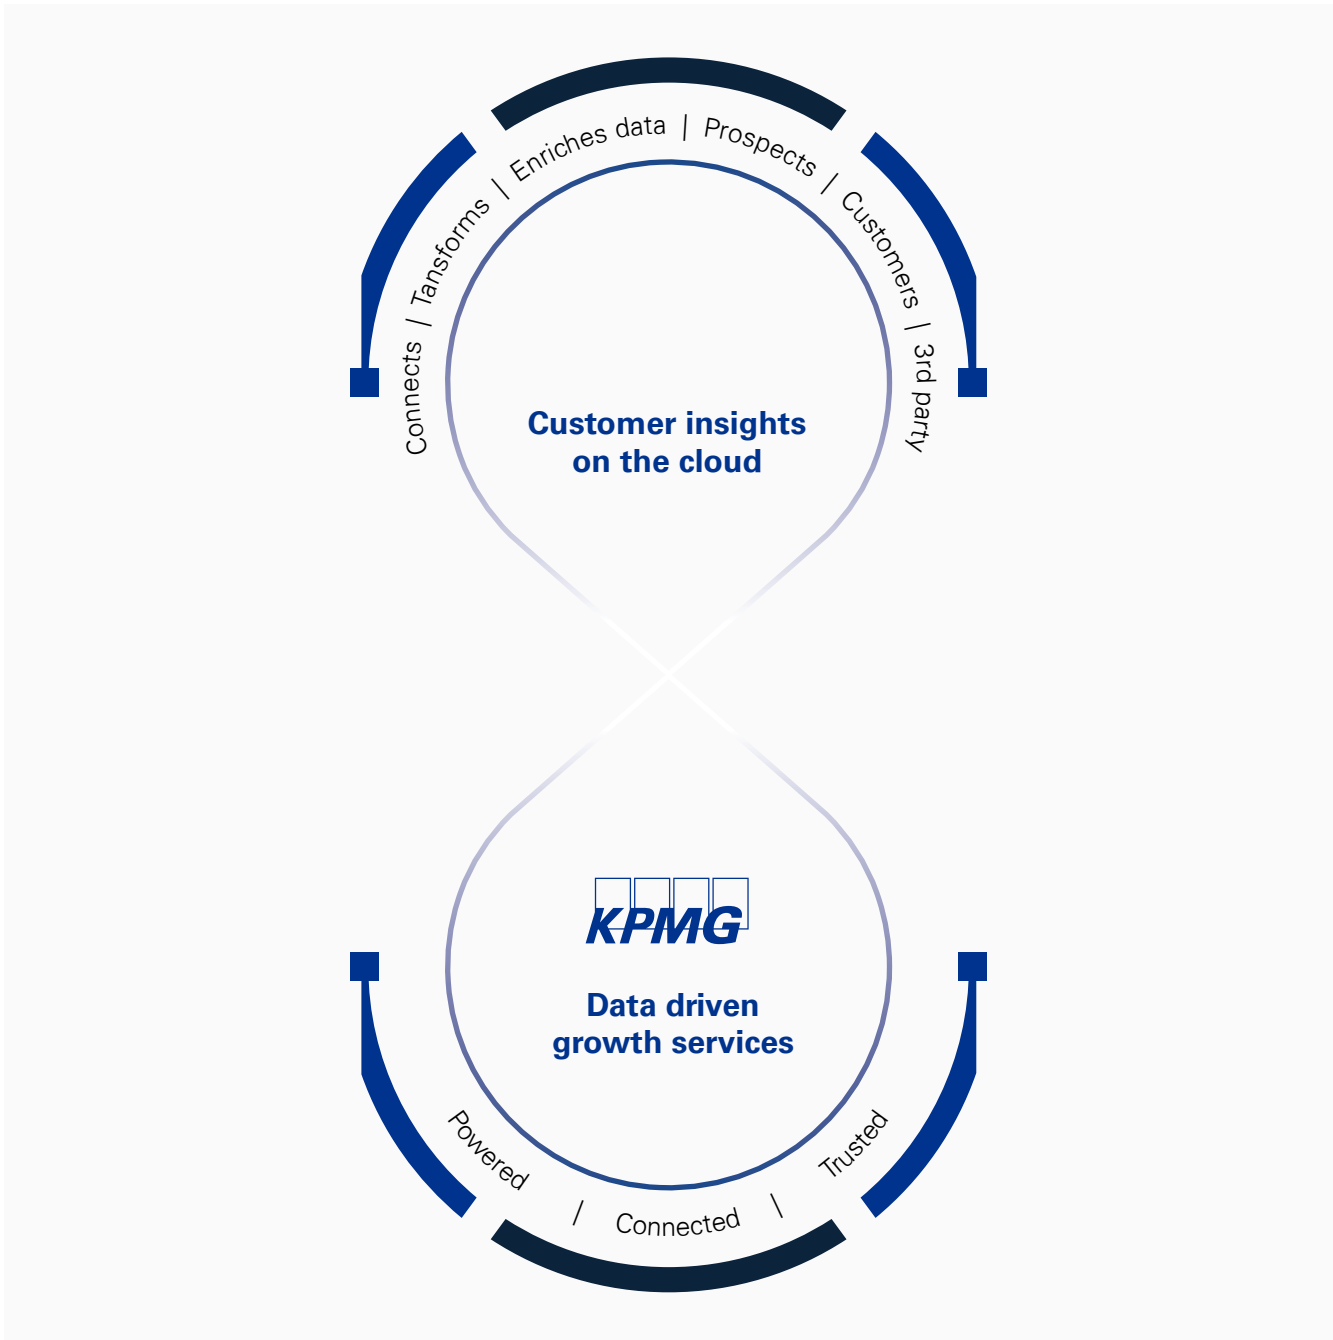 Connects | Tansforms | Enriches data | Prospects | Customers | 3rd party
Customer insights
on the cloud
KPMG
Data driven
growth services
Powered | Connected | Trusted